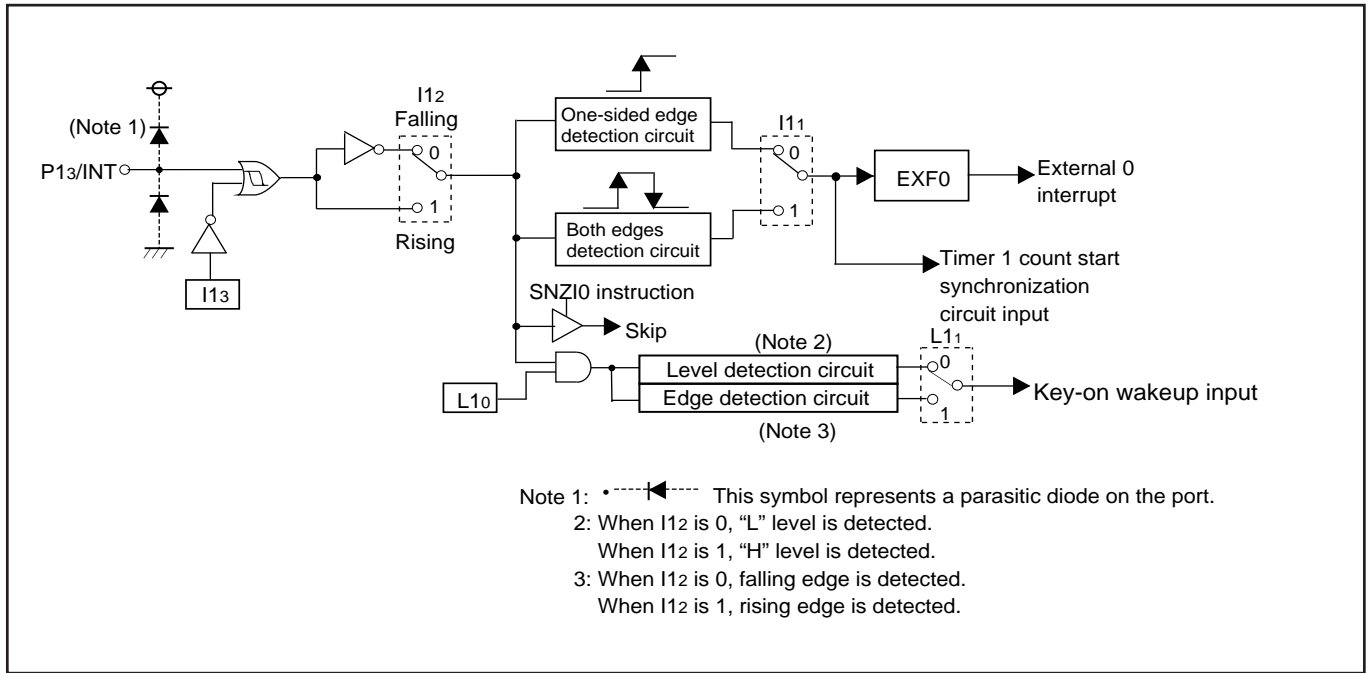 I12
Falling
0
1
Rising
(Note 1)
P13/INT
I13
One-sided edge
detection circuit
Both edges
detection circuit
I11
0
1
EXF0
External 0
interrupt
Timer 1 count start
synchronization
circuit input
SNZI0 instruction
Skip
L10
(Note 2)
Level detection circuit
Edge detection circuit
(Note 3)
L11
0
1
Key-on wakeup input
Note 1: This symbol represents a parasitic diode on the port.
2: When I12 is 0, “L” level is detected.
When I12 is 1, “H” level is detected.
3: When I12 is 0, falling edge is detected.
When I12 is 1, rising edge is detected.